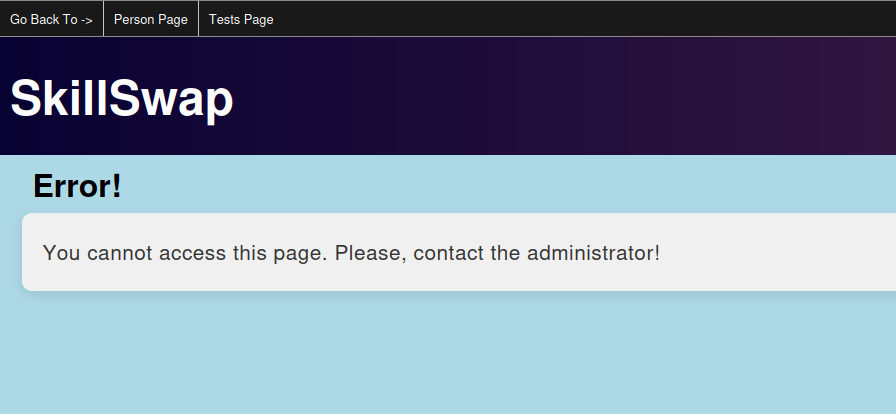 Go Back To -> Person Page Tests Page
SkillSwap
Error!
You cannot access this page. Please, contact the administrator!